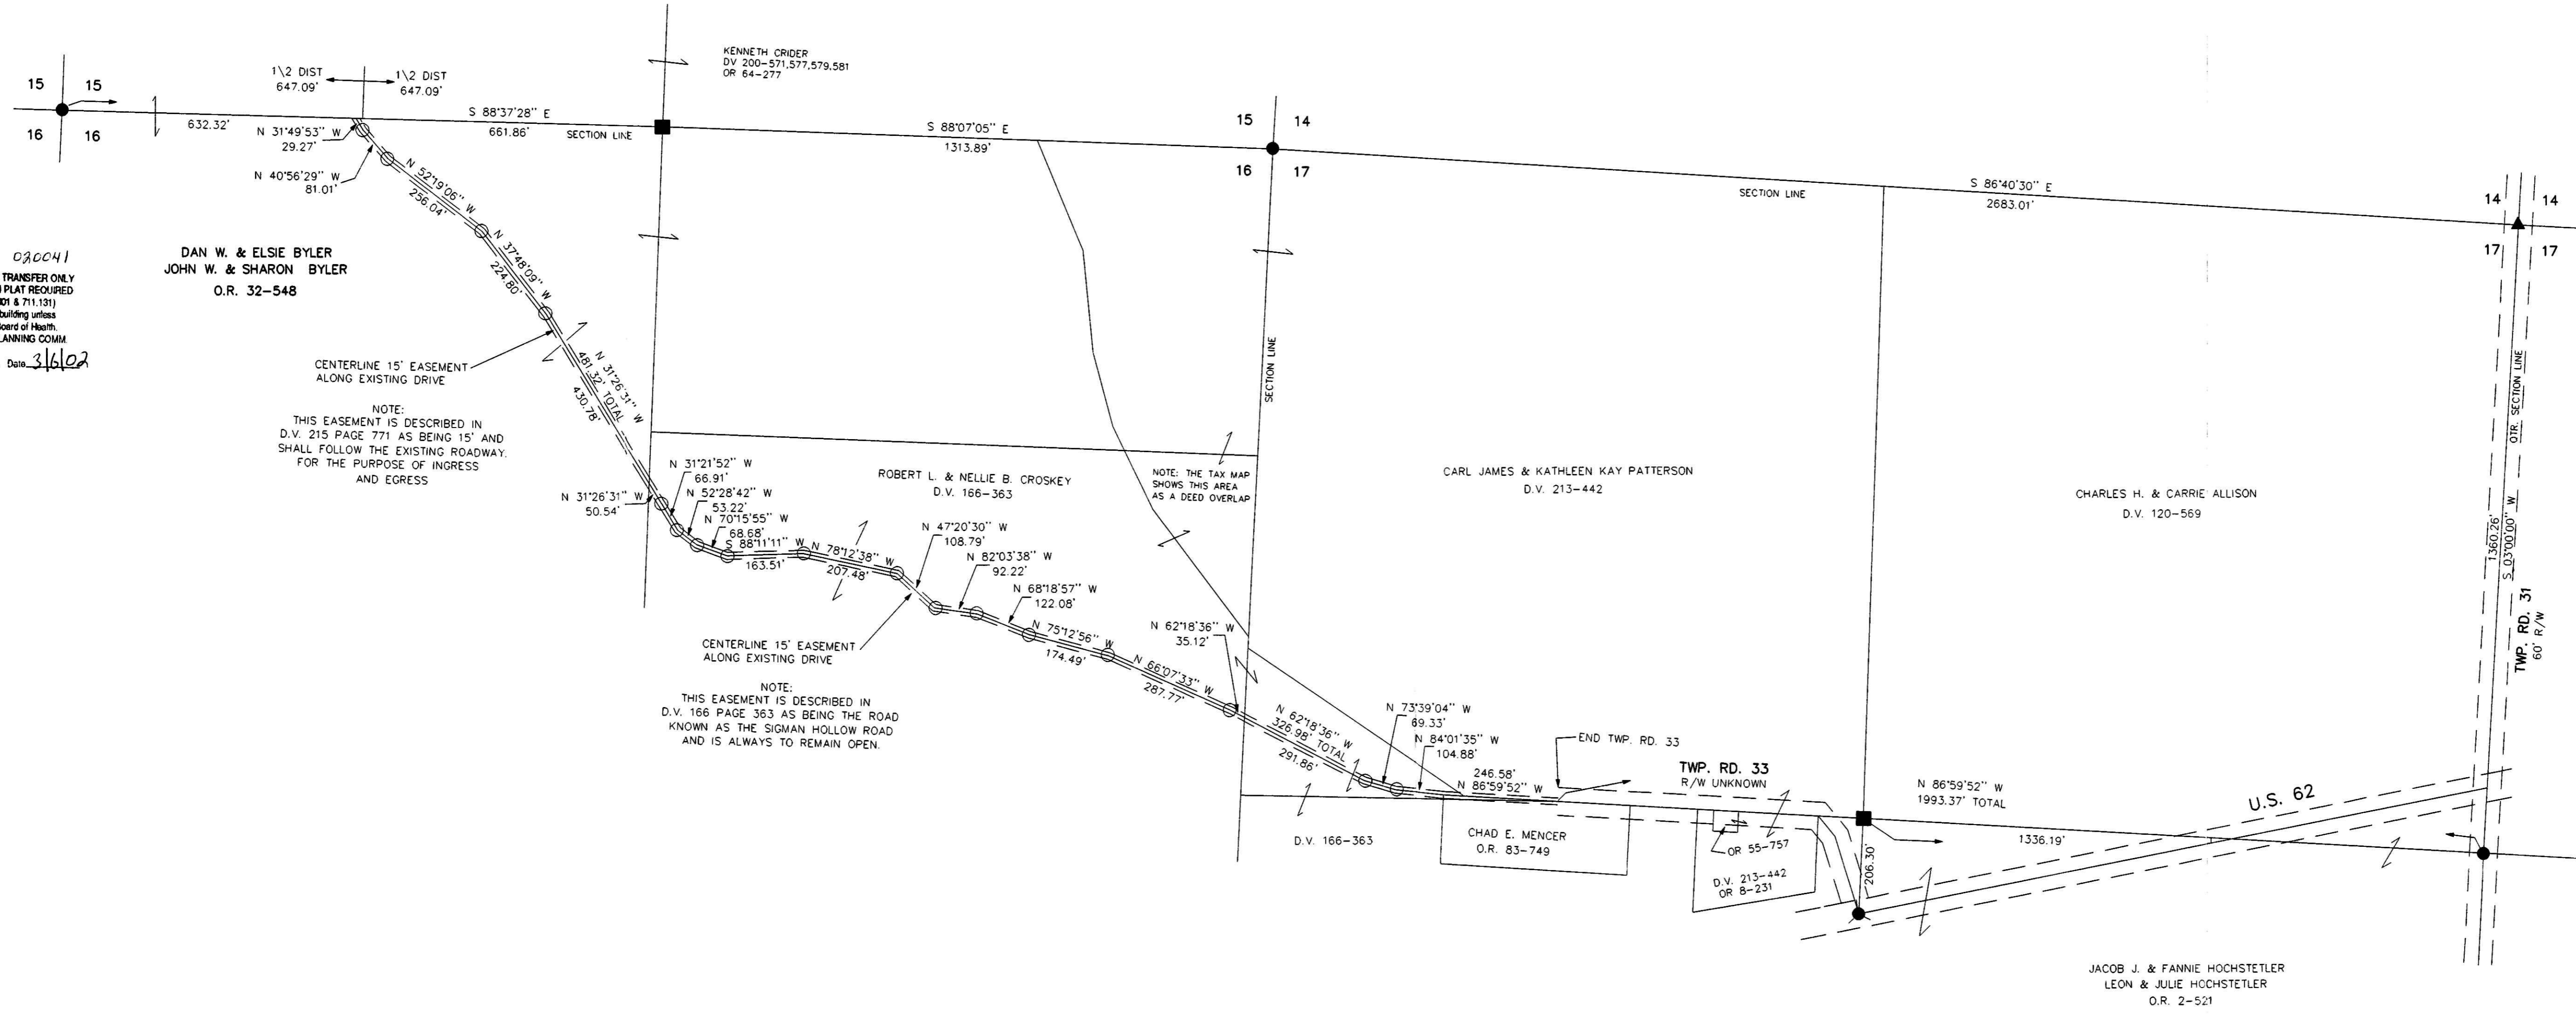 KENNETH CRIDER
DV 200-571,577,579,581
OR 64-277
1\2 DIST
647.09'
1\2 DIST
647.09'
15
15
16
16
632.32'
N 31°49'53" W
29.27'
S 88°37'28" E
661.86'
SECTION LINE
S 88°07'05" E
1313.89'
15
14
16
17
SECTION LINE
S 86°40'30" E
2683.01'
14
14
17
17
N 40°56'29" W
81.01'
N 52°19'06" W
256.04'
N 37°48'09" W
224.80'
020041
TRANSFER ONLY
PLAT REQUIRED
01 & 711.131)
building unless
Board of Health.
LANNING COMM.
Date 3/6/02
DAN W. & ELSIE BYLER
JOHN W. & SHARON BYLER
O.R. 32-548
CENTERLINE 15' EASEMENT
ALONG EXISTING DRIVE
NOTE:
THIS EASEMENT IS DESCRIBED IN
D.V. 215 PAGE 771 AS BEING 15' AND
SHALL FOLLOW THE EXISTING ROADWAY.
FOR THE PURPOSE OF INGRESS
AND EGRESS
N 31°26'31" W
481.32' TOTAL
430.78'
N 31°26'31" W
50.54'
N 31°21'52" W
66.91'
N 52°28'42" W
53.22'
N 70°15'55" W
68.68'
S 88°11'11" W
163.51'
N 78°12'38" W
207.48'
ROBERT L. & NELLIE B. CROSKEY
D.V. 166-363
N 47°20'30" W
108.79'
N 82°03'38" W
92.22'
N 68°18'57" W
122.08'
N 75°12'56" W
174.49'
N 66°07'33" W
287.77'
NOTE: THE TAX MAP
SHOWS THIS AREA
AS A DEED OVERLAP
SECTION LINE
CARL JAMES & KATHLEEN KAY PATTERSON
D.V. 213-442
CHARLES H. & CARRIE ALLISON
D.V. 120-569
QTR. SECTION LINE
1360.26'
S 03°00'00" W
TWP. RD. 31
60' R/W
CENTERLINE 15' EASEMENT
ALONG EXISTING DRIVE
NOTE:
THIS EASEMENT IS DESCRIBED IN
D.V. 166 PAGE 363 AS BEING THE ROAD
KNOWN AS THE SIGMAN HOLLOW ROAD
AND IS ALWAYS TO REMAIN OPEN.
N 62°18'36" W
35.12'
N 62°18'36" W
326.98' TOTAL
291.86'
N 73°39'04" W
69.33'
N 84°01'35" W
104.88'
246.58'
N 86°59'52" W
END TWP. RD. 33
TWP. RD. 33
R/W UNKNOWN
N 86°59'52" W
1993.37' TOTAL
1336.19'
U.S. 62
D.V. 166-363
CHAD E. MENCER
O.R. 83-749
OR 55-757
D.V. 213-442
OR 8-231
206.30'
JACOB J. & FANNIE HOCHSTETLER
LEON & JULIE HOCHSTETLER
O.R. 2-521